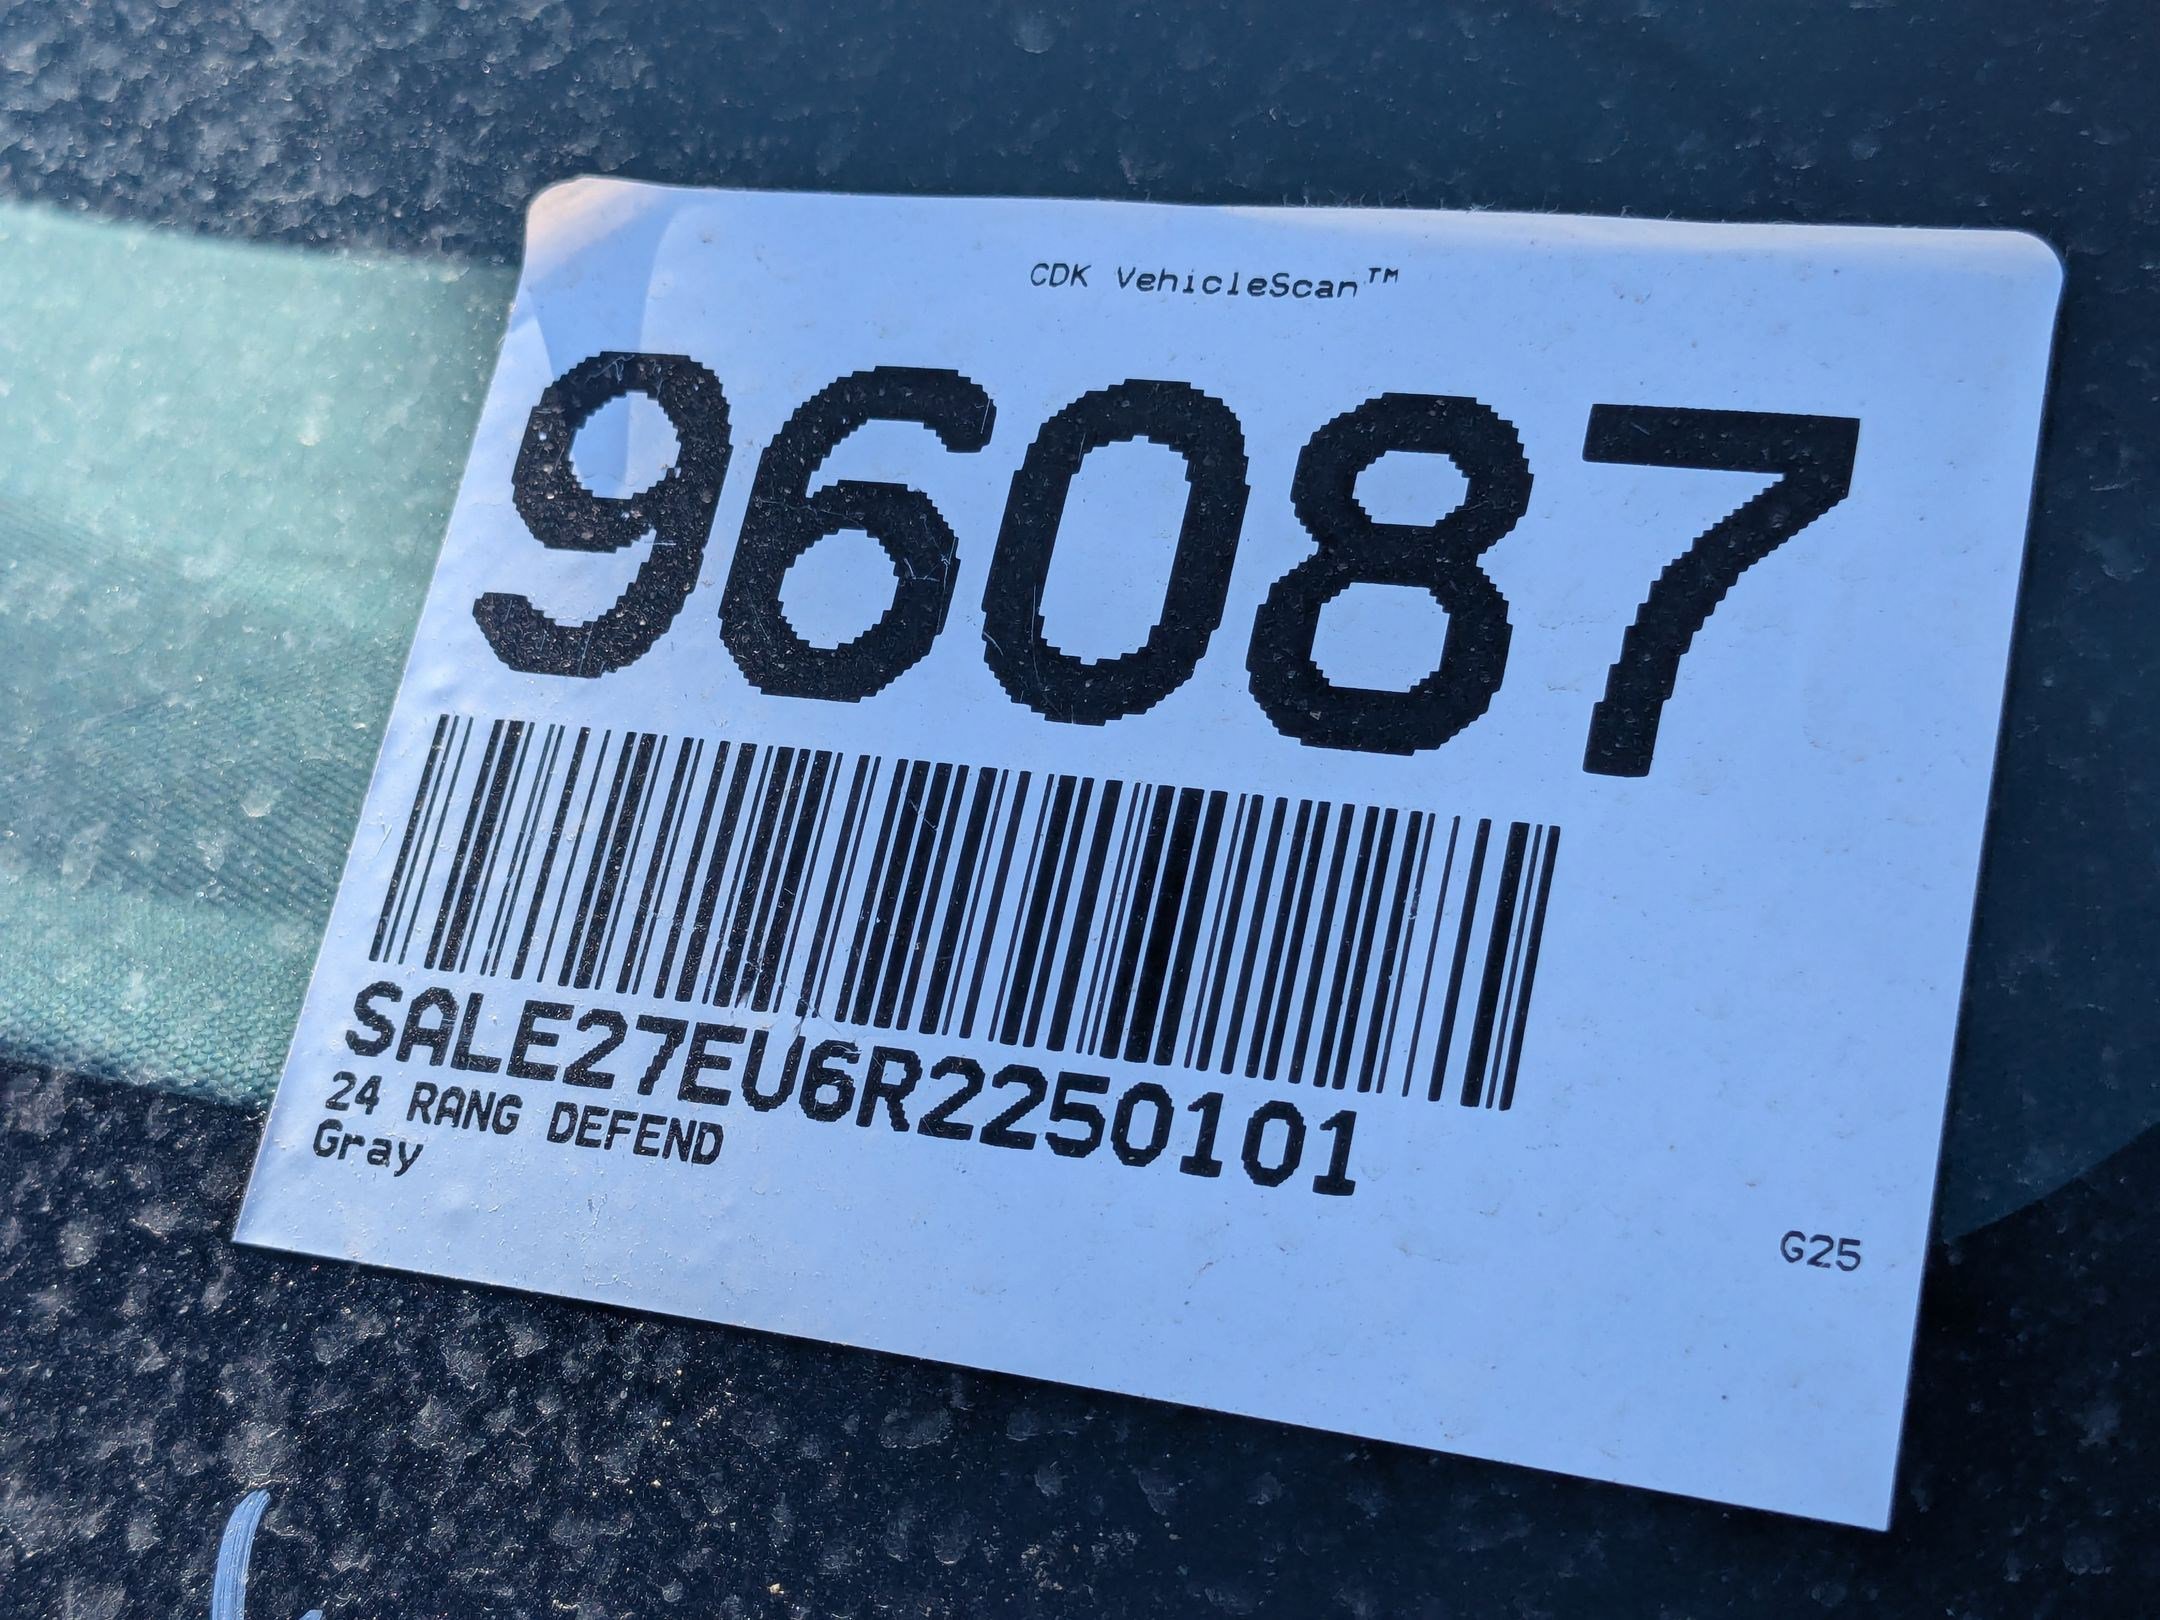 CDK VehicleScan™
96087
SALE27EU6R2250101
24 RANG DEFEND
Gray
G25